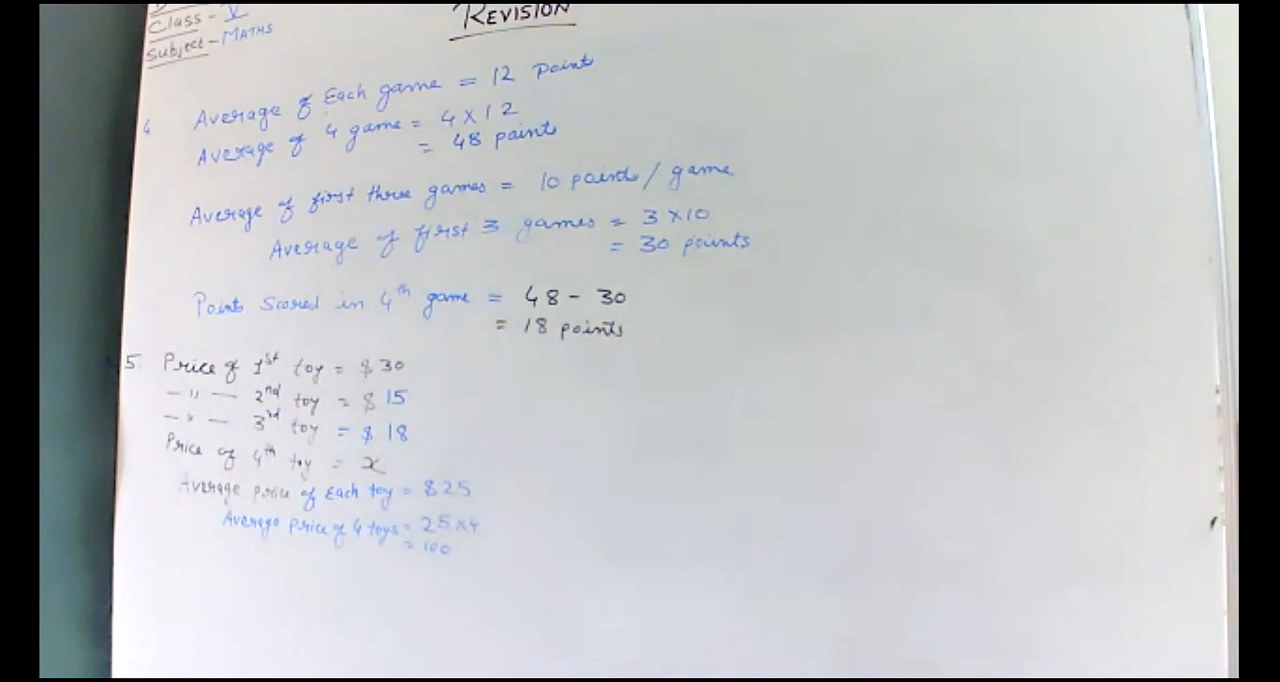 Class - V
Subject - MATHS
REVISION
4 Average of Each game = 12 Point
Average of 4 game = 4 x 12
= 48 points
Average of first three games = 10 points / game
Average of first 3 games = 3 x 10
= 30 points
Points Scored in 4th game = 48 - 30
= 18 points
5 Price of 1st toy = $ 30
— " — 2nd toy = $ 15
— " — 3rd toy = $ 18
Price of 4th toy = x
Average price of Each toy = $25
Average price of 4 toys = 25 x 4
= 100